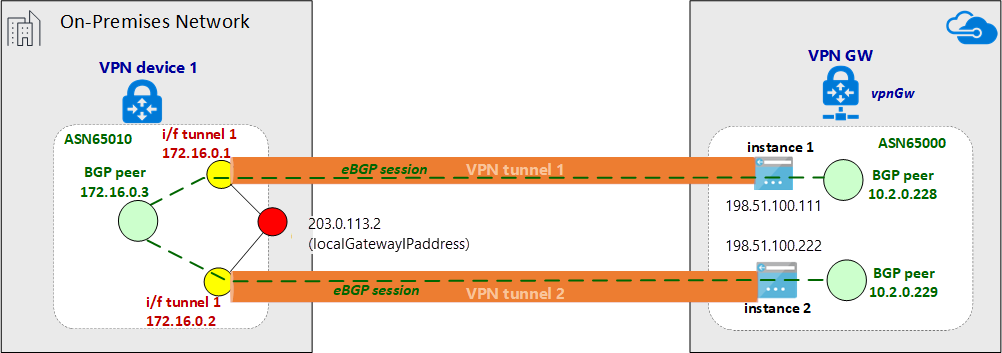 On-Premises Network
VPN device 1
ASN65010
i/f tunnel 1
172.16.0.1
BGP peer
172.16.0.3
i/f tunnel 1
172.16.0.2
203.0.113.2
(localGatewayIPaddress)
eBGP session
VPN tunnel 1
eBGP session
VPN tunnel 2
VPN GW
vpnGw
ASN65000
instance 1
198.51.100.111
BGP peer
10.2.0.228
198.51.100.222
instance 2
BGP peer
10.2.0.229